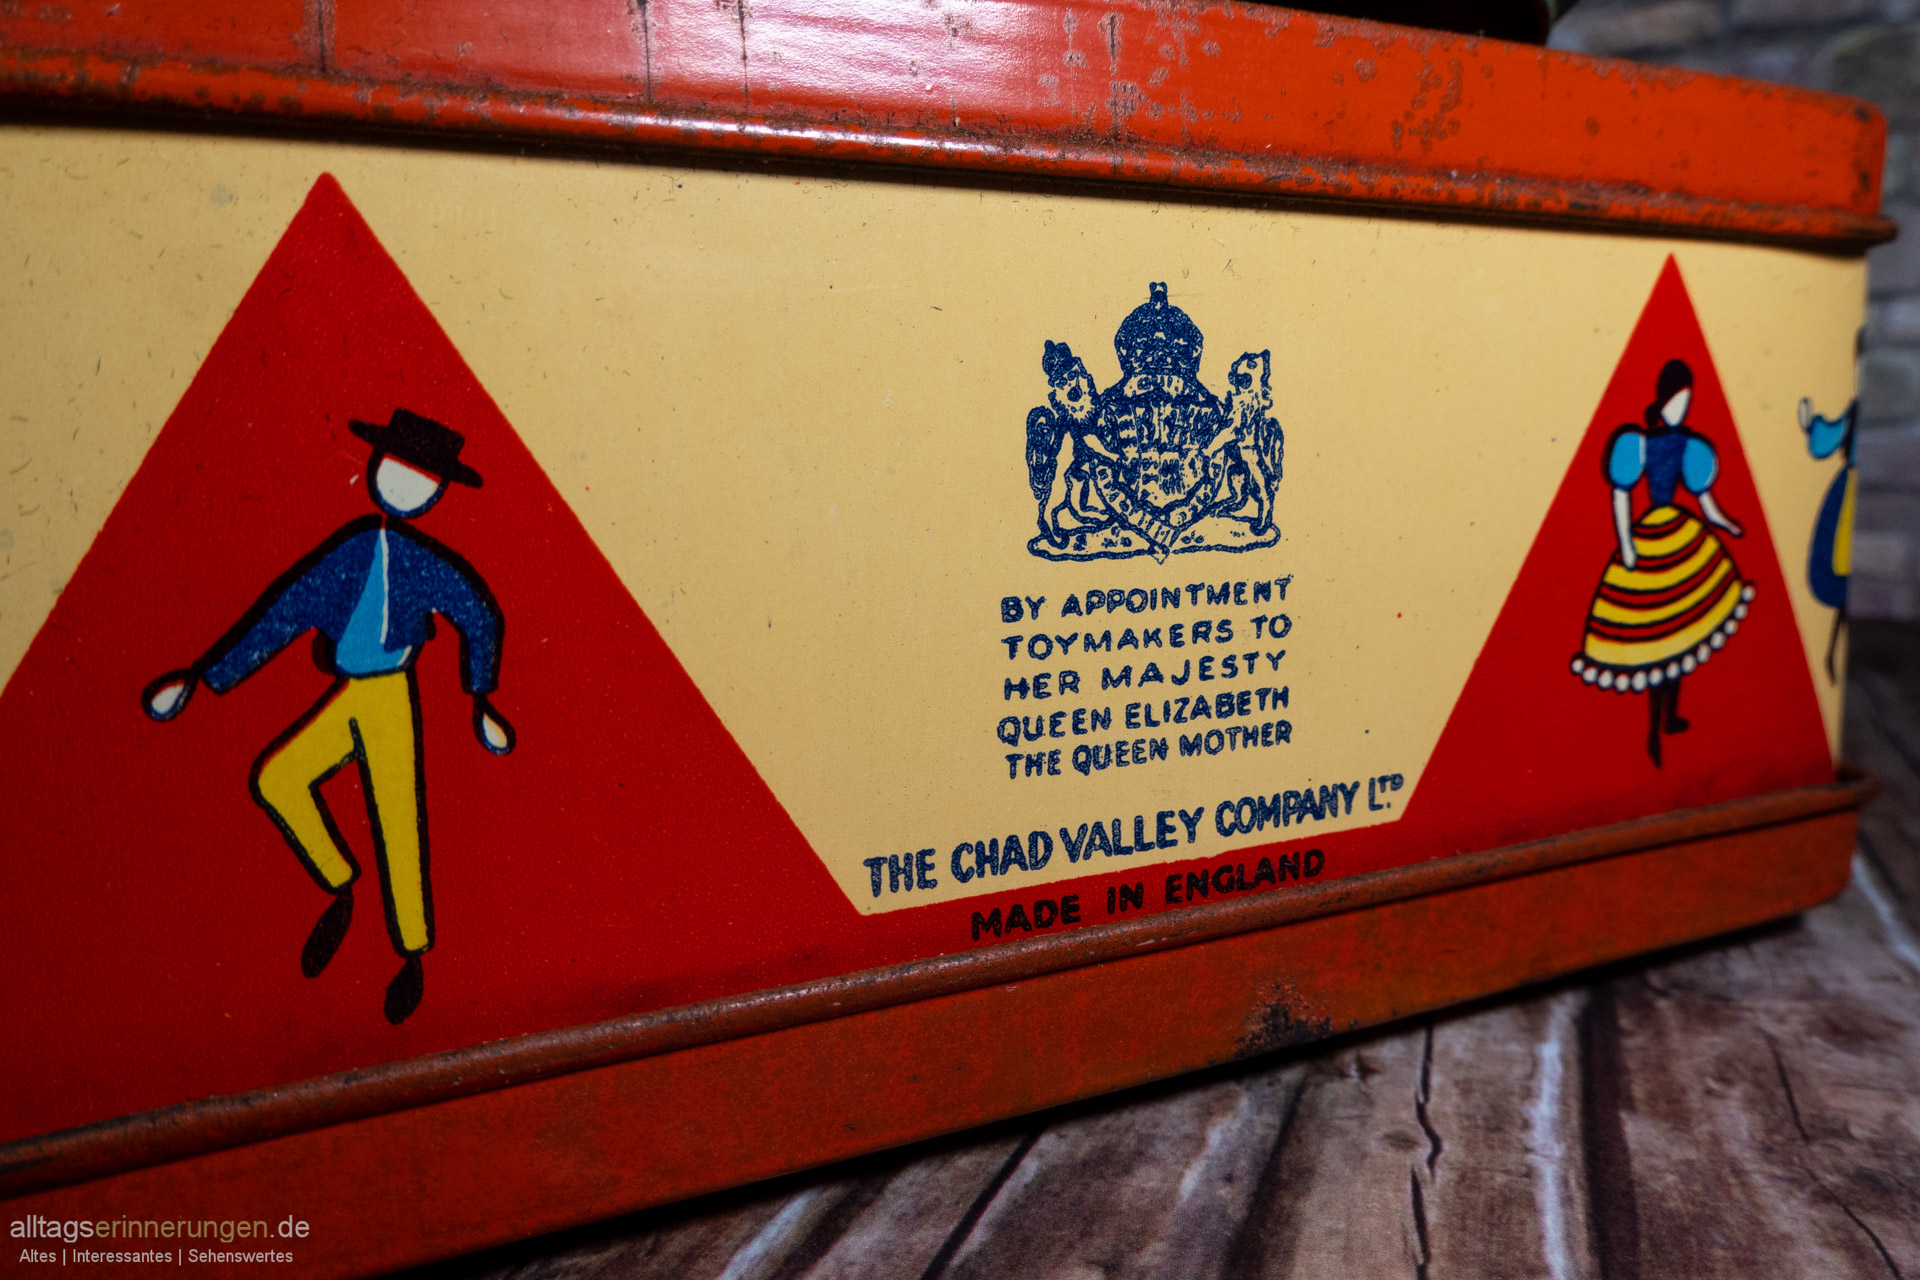 BY APPOINTMENT
TOYMAKERS TO
HER MAJESTY
QUEEN ELIZABETH
THE QUEEN MOTHER
THE CHAD VALLEY COMPANY LTD
MADE IN ENGLAND
alltagserinnerungen.de
Altes | Interessantes | Sehenswertes